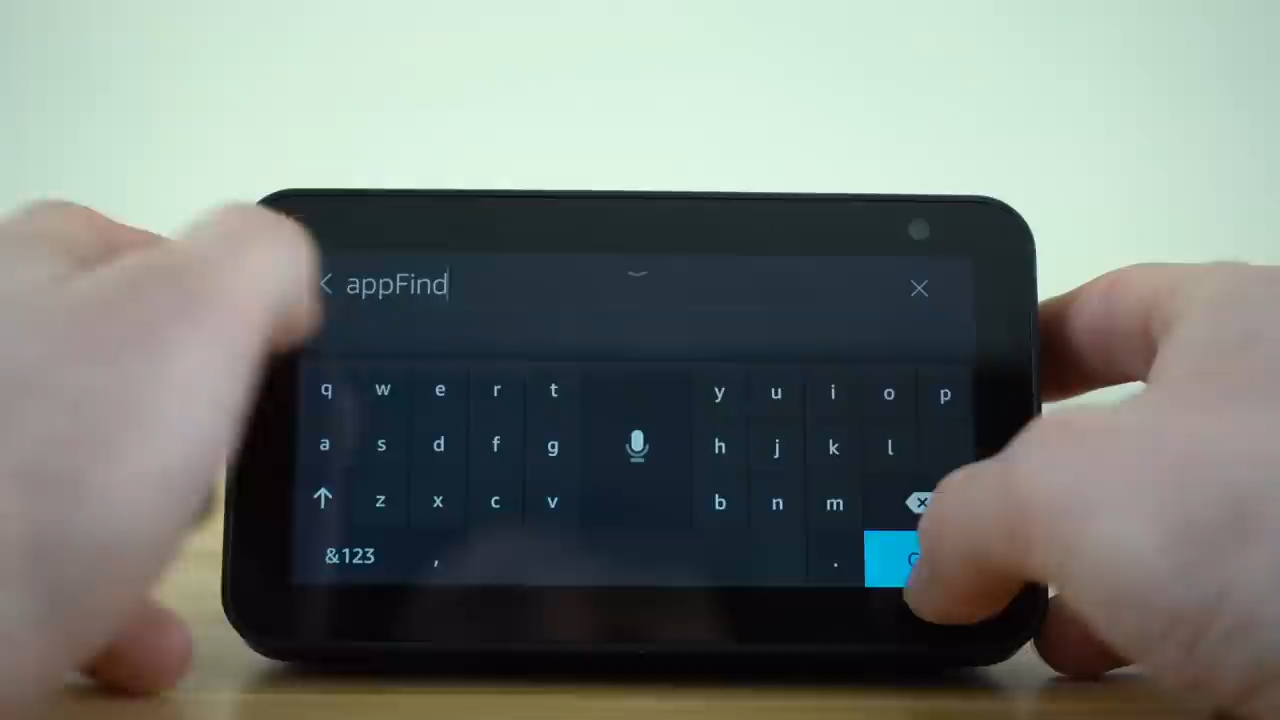 appFind
q w e r t y u i o p
a s d f g h j k l
z x c v b n m
&123 , .